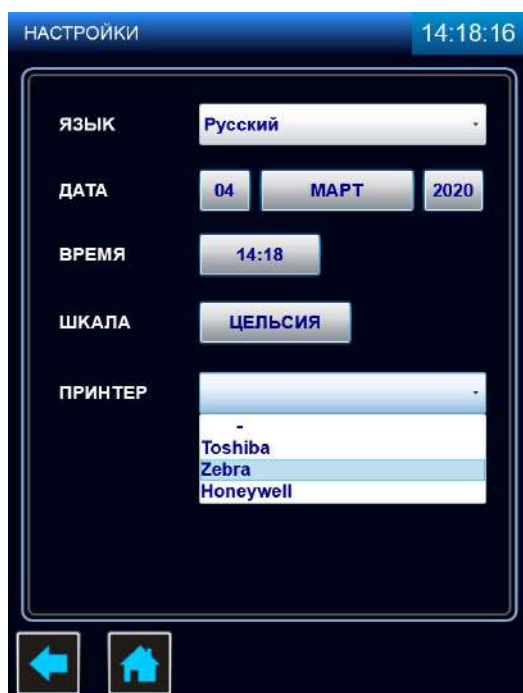 НАСТРОЙКИ 14:18:16
ЯЗЫК Русский
ДАТА 04 МАРТ 2020
ВРЕМЯ 14:18
ШКАЛА ЦЕЛЬСИЯ
ПРИНТЕР
-
Toshiba
Zebra
Honeywell